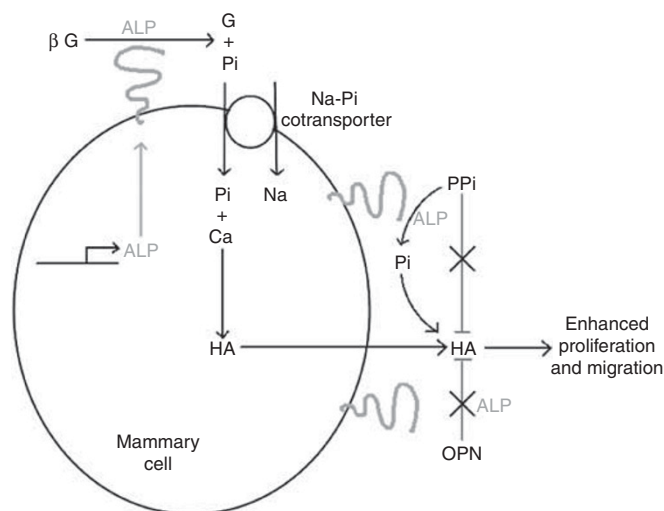 ALP
β G
G
+
Pi
Na-Pi
cotransporter
Pi
+
Ca
Na
PPi
ALP
Pi
ALP
HA
HA
Enhanced
proliferation
and migration
ALP
OPN
Mammary
cell